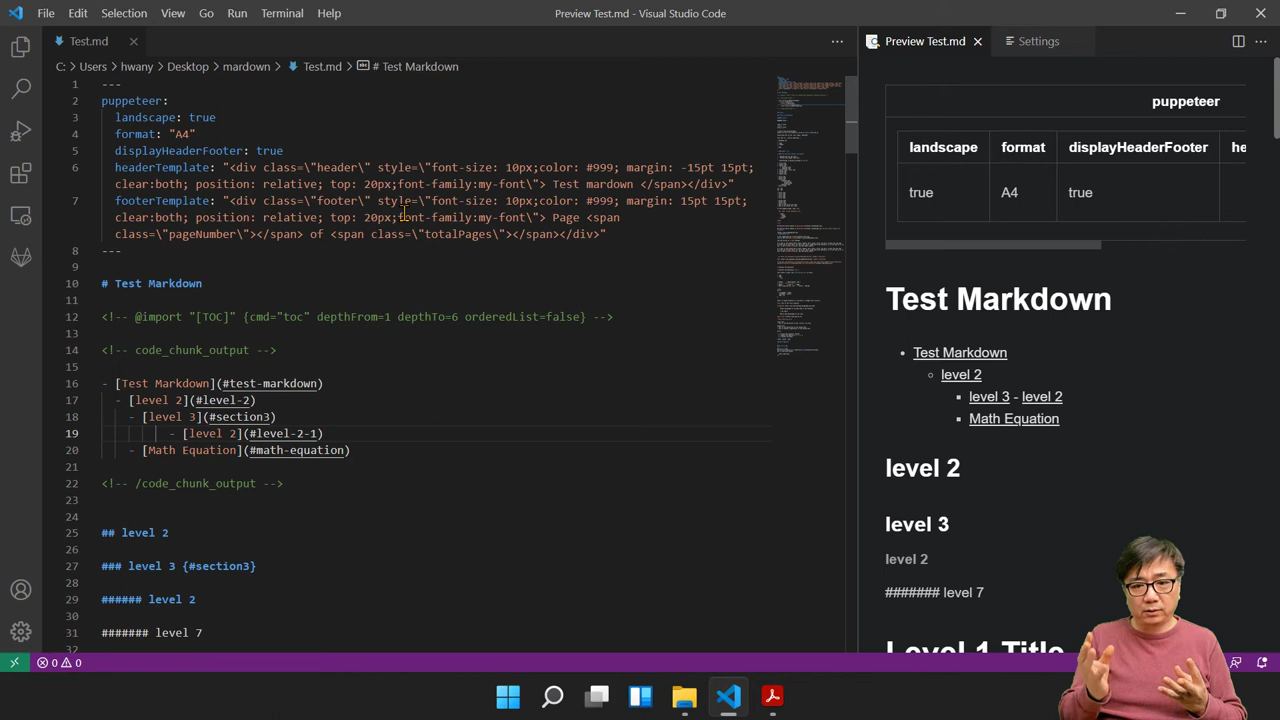 File Edit Selection View Go Run Terminal Help
Preview Test.md - Visual Studio Code
Test.md
C: > Users > hwany > Desktop > mardown > Test.md > # Test Markdown
1 ---
2 puppeteer:
3 landscape: true
4 format: "A4"
5 displayHeaderFooter: true
6 headerTemplate: "<div class=\"header \" style=\"font-size: 10px;color: #999; margin: -15pt 15pt;
clear:both; position: relative; top: 20px;font-family:my-font\"> Test mardown </span></div>"
7 footerTemplate: "<div class=\"footer\" style=\"font-size: 10px;color: #999; margin: 15pt 15pt;
clear:both; position: relative; top: 20px;font-family:my-font\"> Page <span
class=\"pageNumber\"></span> of <span class=\"totalPages\"></span></div>"
8 ---
9
10 # Test Markdown
11
12 <!-- @import "[TOC]" {cmd="toc" depthFrom=1 depthTo=6 orderedList=false} -->
13
14 <!-- code_chunk_output -->
15
16 - [Test Markdown](#test-markdown)
17 - [level 2](#level-2)
18 - [level 3](#section3)
19 - [level 2](#level-2-1)
20 - [Math Equation](#math-equation)
21
22 <!-- /code_chunk_output -->
23
24
25 ## level 2
26
27 ### level 3 {#section3}
28
29 ###### level 2
30
31 ####### level 7
32
0 0
Preview Test.md
Settings
puppeteer
landscape format displayHeaderFooter he
true A4 true
Test Markdown
• Test Markdown
level 2
level 3 - level 2
Math Equation
level 2
level 3
level 2
####### level 7
Level 1 Title